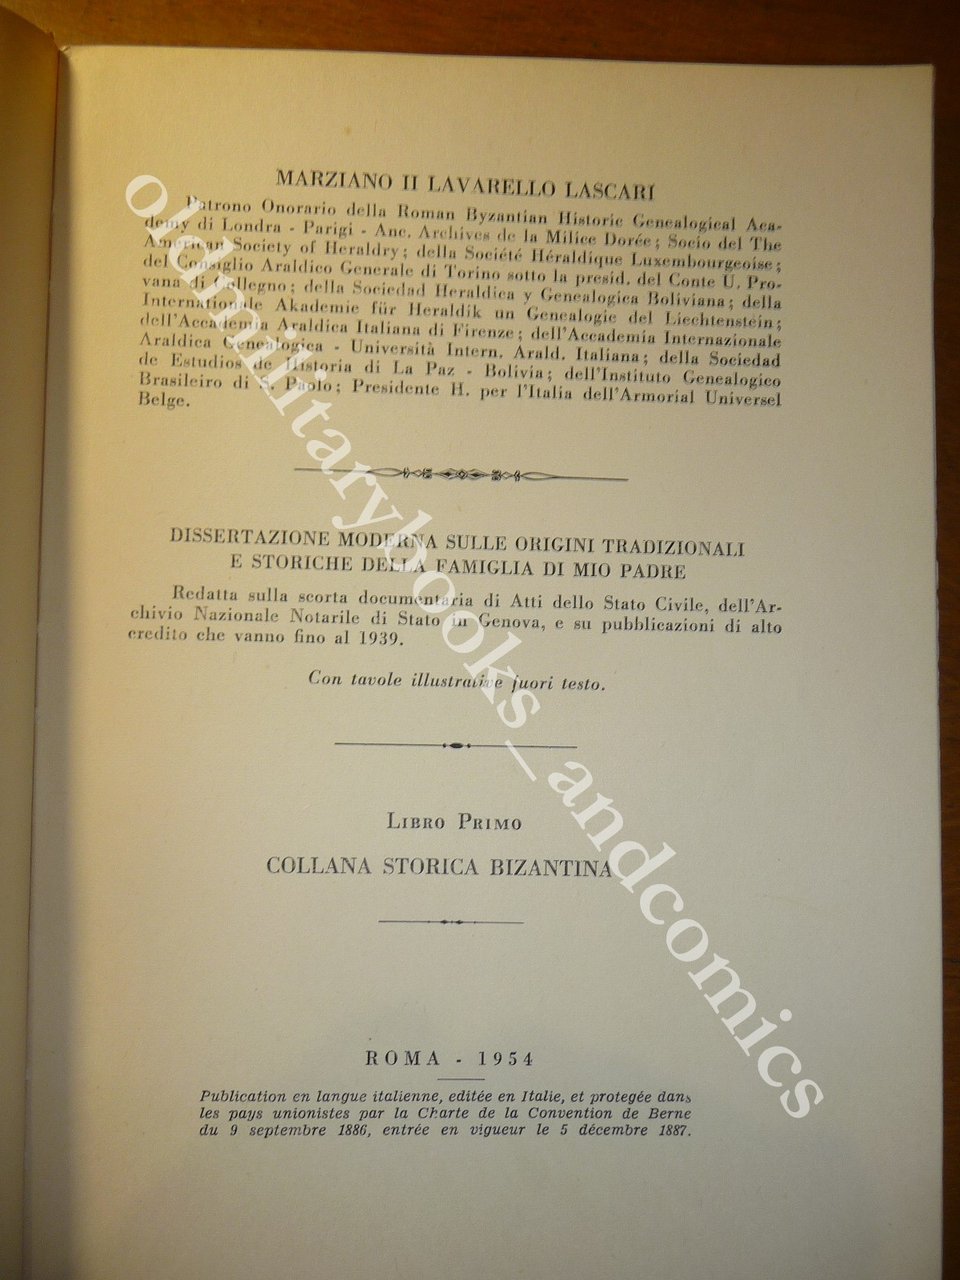 MARZIANO II LAVARELLO LASCARI
Patrono Onorario della Roman Byzantian Historic Genealogical Aca-
demy di Londra - Parigi - Anc. Archives de la Milice Dorée; Socio del The
American Society of Heraldry; della Société Héraldique Luxembourgeoise;
del Consiglio Araldico Generale di Torino sotto la presid. del Conte U. Pro-
vana di Collegno; della Sociedad Heraldica y Genealogica Boliviana; della
Internationale Akademie für Heraldik un Genealogie del Liechtenstein;
dell'Accademia Araldica Italiana di Firenze; dell'Accademia Internazionale
Araldica Genealogica - Università Intern. Arald. Italiana; della Sociedad
de Estudios de Historia di La Paz - Bolivia; dell'Instituto Genealogico
Brasileiro di S. Paolo; Presidente H. per l'Italia dell'Armorial Universel
Belge.
DISSERTAZIONE MODERNA SULLE ORIGINI TRADIZIONALI
E STORICHE DELLA FAMIGLIA DI MIO PADRE
Redatta sulla scorta documentaria di Atti dello Stato Civile, dell'Ar-
chivio Nazionale Notarile di Stato in Genova, e su pubblicazioni di alto
credito che vanno fino al 1939.
Con tavole illustrative fuori testo.
LIBRO PRIMO
COLLANA STORICA BIZANTINA
ROMA - 1954
Publication en langue italienne, editée en Italie, et protegée dans
les pays unionistes par la Charte de la Convention de Berne
du 9 septembre 1886, entrée en vigueur le 5 décembre 1887.
oldmilitarybooks_andcomics